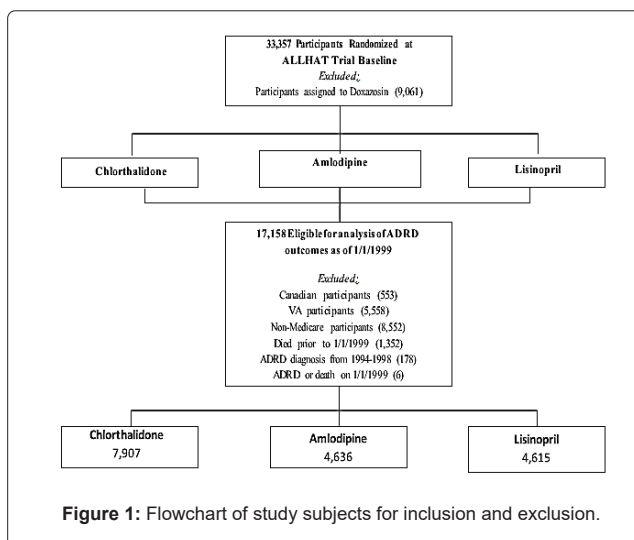 33,357 Participants Randomized at
ALLHAT Trial Baseline
Excluded;
Participants assigned to Doxazosin (9,061)
Chlorthalidone
Amlodipine
Lisinopril
17,158 Eligible for analysis of ADRD
outcomes as of 1/1/1999
Excluded;
Canadian participants (553)
VA participants (5,558)
Non-Medicare participants (8,552)
Died prior to 1/1/1999 (1,352)
ADRD diagnosis from 1994-1998 (178)
ADRD or death on 1/1/1999 (6)
Chlorthalidone
7,907
Amlodipine
4,636
Lisinopril
4,615
Figure 1: Flowchart of study subjects for inclusion and exclusion.